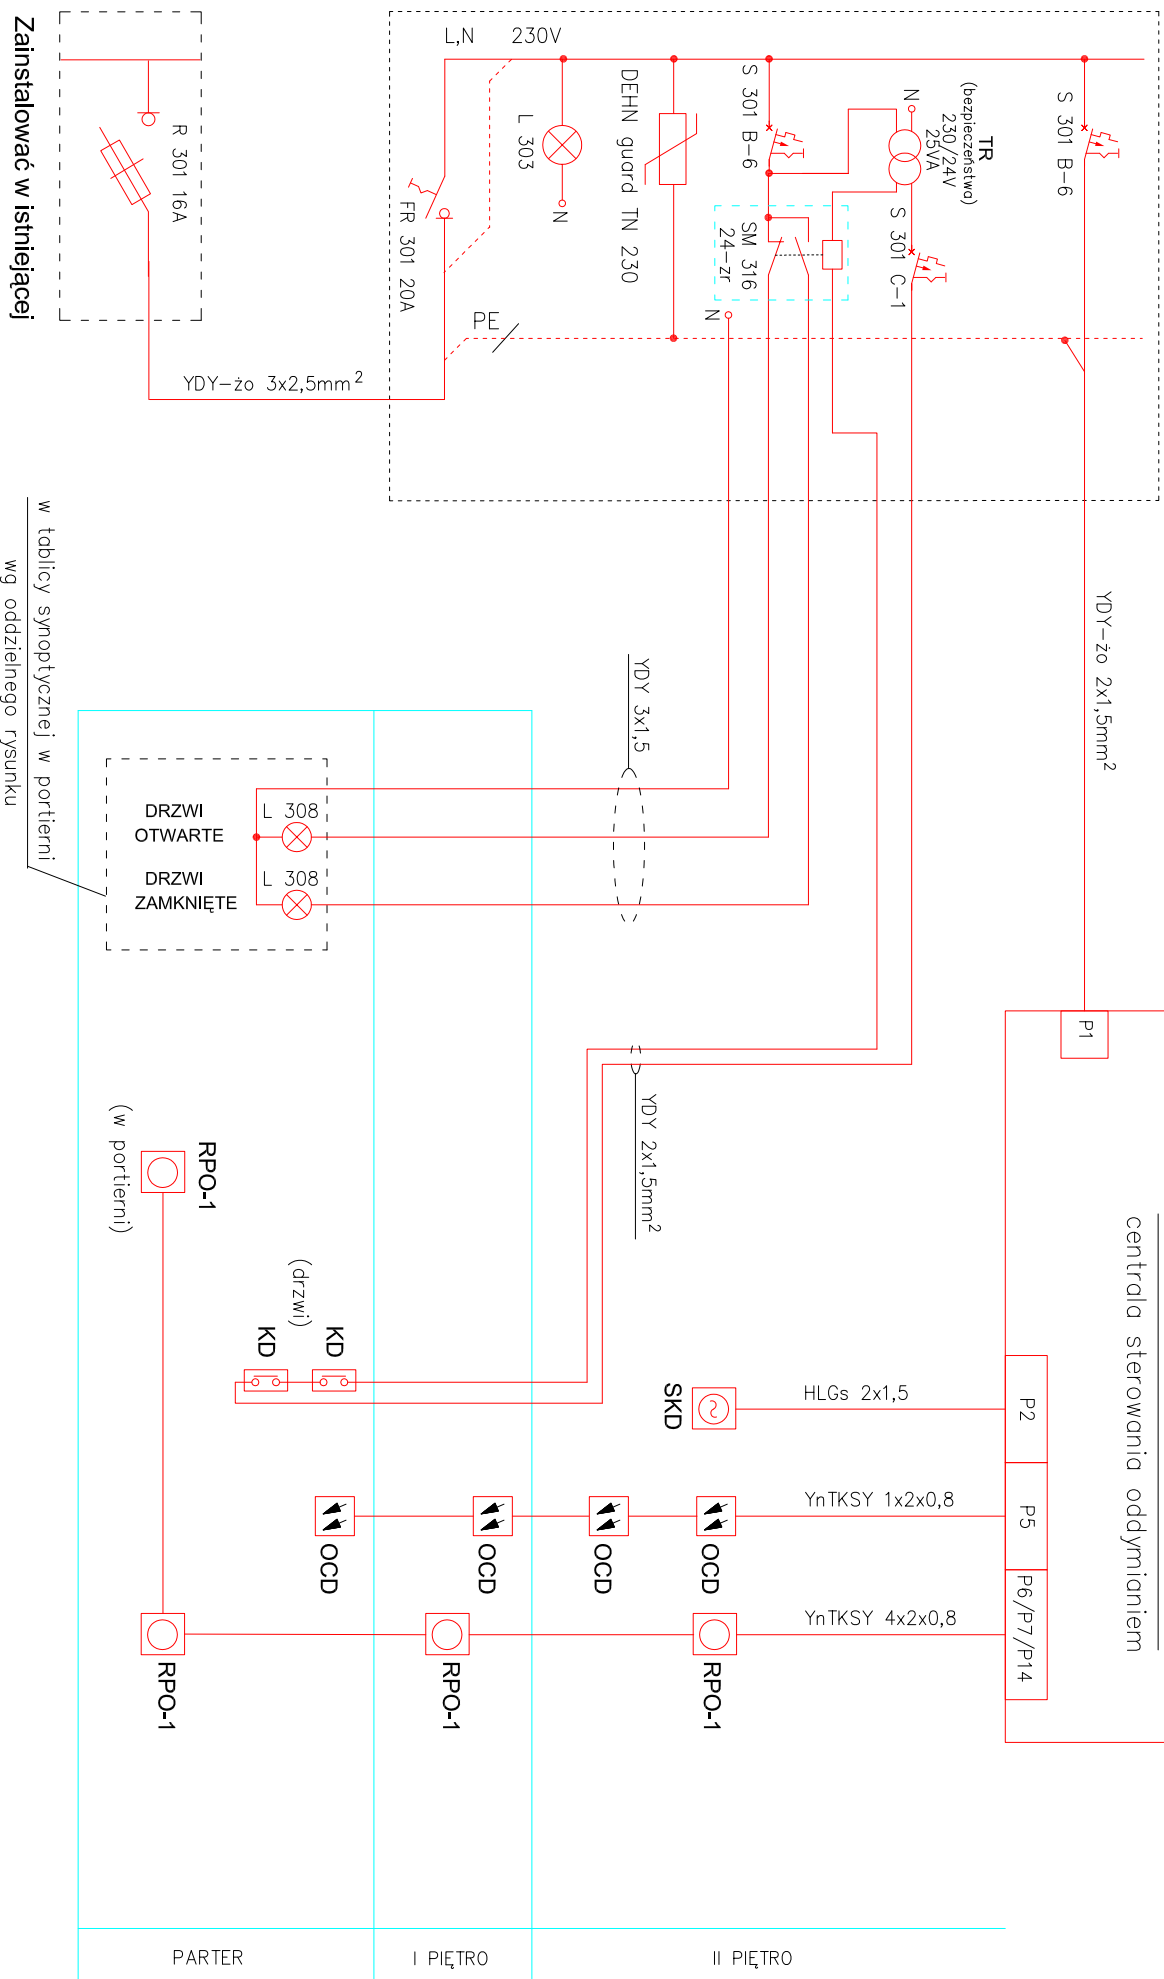 L,N 230V
Zainstalować w istniejącej
R 301 16A
YDY-żo 3x2,5mm²
FR 301 20A
L 303
N
PE
DEHN guard TN 230
S 301 B-6
SM 316
24-zr
N
N
TR
(bezpieczeństwa)
230/24V
25VA
S 301 C-1
S 301 B-6
YDY-żo 2x1,5mm²
w tablicy synoptycznej w portierni
wg oddzielnego rysunku
YDY 3x1,5
DRZWI
OTWARTE
L 308
DRZWI
ZAMKNIĘTE
L 308
P1
YDY 2x1,5mm²
centrala sterowania oddymianiem
RPO-1
(w portierni)
(drzwi)
KD
KD
SKD
HLGs 2x1,5
P2
YnTKSY 1x2x0,8
P5
OCD
OCD
OCD
OCD
YnTKSY 4x2x0,8
P6/P7/P14
RPO-1
RPO-1
RPO-1
PARTER
I PIĘTRO
II PIĘTRO